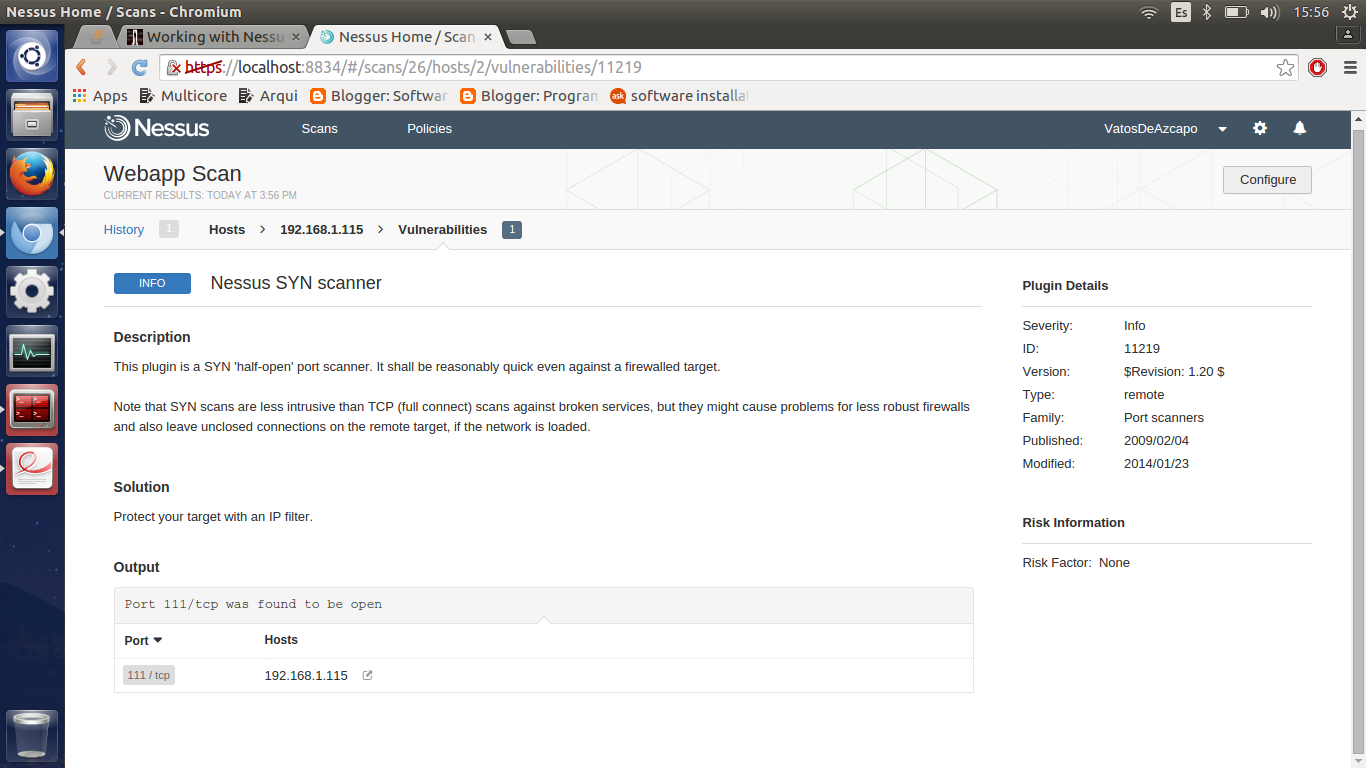 Nessus Home / Scans - Chromium
Es
15:56
Working with Nessu
Nessus Home / Scan
https://localhost:8834/#/scans/26/hosts/2/vulnerabilities/11219
Apps Multicore Arqui Blogger: Softwar Blogger: Program ask software installa
Nessus Scans Policies VatosDeAzcapo
Webapp Scan
CURRENT RESULTS: TODAY AT 3:56 PM
Configure
History 1 Hosts > 192.168.1.115 > Vulnerabilities 1
INFO Nessus SYN scanner
Description
This plugin is a SYN 'half-open' port scanner. It shall be reasonably quick even against a firewalled target.
Note that SYN scans are less intrusive than TCP (full connect) scans against broken services, but they might cause problems for less robust firewalls
and also leave unclosed connections on the remote target, if the network is loaded.
Solution
Protect your target with an IP filter.
Output
Port 111/tcp was found to be open
Port Hosts
111 / tcp 192.168.1.115
Plugin Details
Severity: Info
ID: 11219
Version: $Revision: 1.20 $
Type: remote
Family: Port scanners
Published: 2009/02/04
Modified: 2014/01/23
Risk Information
Risk Factor: None